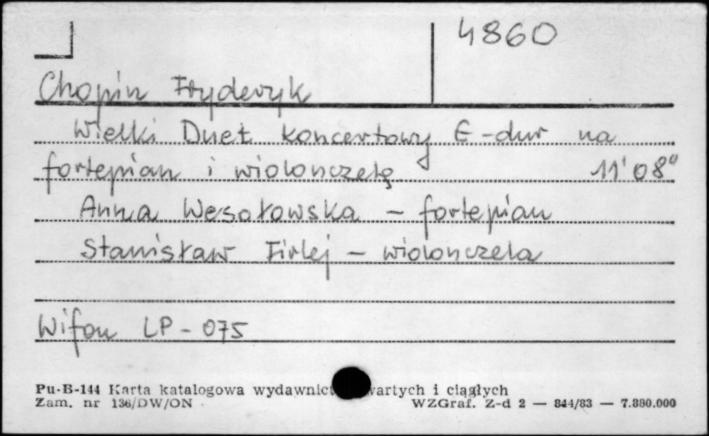 4860
Chopin Fryderyk
Wielki Duet koncertowy E-dur na
fortepian i wiolonczelę 11'08"
Anna Wesołowska - fortepian
Stanisław Firlej - wiolonczela
Wifon LP-075
Pu-B-144 Karta katalogowa wydawnict wartych i ciągłych
Zam. nr 136/DW/ON WZGraf. Z-d 2 — 844/83 — 7.880.000